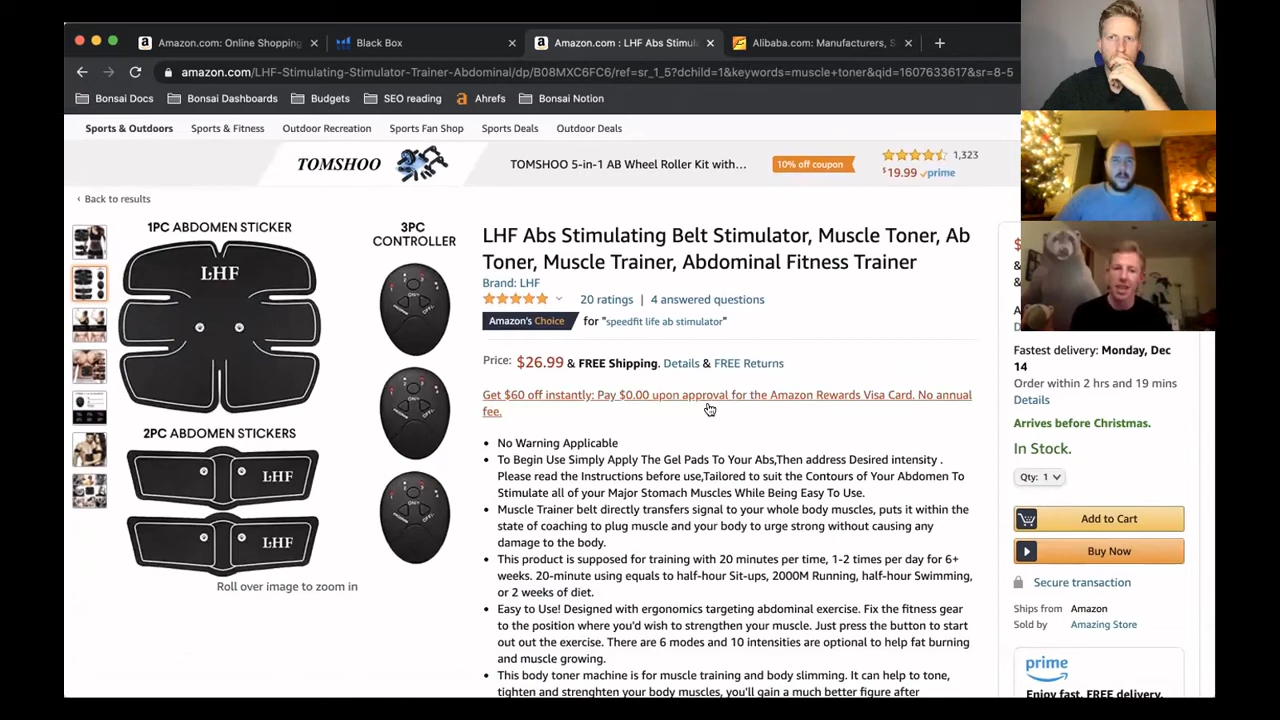 Amazon.com: Online Shopping
Black Box
Amazon.com : LHF Abs Stimula
Alibaba.com: Manufacturers, S
amazon.com/LHF-Stimulating-Stimulator-Trainer-Abdominal/dp/B08MXC6FC6/ref=sr_1_5?dchild=1&keywords=muscle+toner&qid=1607633617&sr=8-5
Bonsai Docs
Bonsai Dashboards
Budgets
SEO reading
Ahrefs
Bonsai Notion
Sports & Outdoors
Sports & Fitness
Outdoor Recreation
Sports Fan Shop
Sports Deals
Outdoor Deals
TOMSHOO
TOMSHOO 5-in-1 AB Wheel Roller Kit with...
10% off coupon
1,323
$19.99 prime
‹ Back to results
1PC ABDOMEN STICKER
3PC
CONTROLLER
LHF
2PC ABDOMEN STICKERS
LHF
LHF
Roll over image to zoom in
LHF Abs Stimulating Belt Stimulator, Muscle Toner, Ab
Toner, Muscle Trainer, Abdominal Fitness Trainer
Brand: LHF
20 ratings | 4 answered questions
Amazon's Choice for "speedfit life ab stimulator"
Price: $26.99 & FREE Shipping. Details & FREE Returns
Get $60 off instantly: Pay $0.00 upon approval for the Amazon Rewards Visa Card. No annual
fee.
• No Warning Applicable
• To Begin Use Simply Apply The Gel Pads To Your Abs,Then address Desired intensity .
Please read the Instructions before use,Tailored to suit the Contours of Your Abdomen To
Stimulate all of your Major Stomach Muscles While Being Easy To Use.
• Muscle Trainer belt directly transfers signal to your whole body muscles, puts it within the
state of coaching to plug muscle and your body to urge strong without causing any
damage to the body.
• This product is supposed for training with 20 minutes per time, 1-2 times per day for 6+
weeks. 20-minute using equals to half-hour Sit-ups, 2000M Running, half-hour Swimming,
or 2 weeks of diet.
• Easy to Use! Designed with ergonomics targeting abdominal exercise. Fix the fitness gear
to the position where you'd wish to strengthen your muscle. Just press the button to start
out out the exercise. There are 6 modes and 10 intensities are optional to help fat burning
and muscle growing.
• This body toner machine is for muscle training and body slimming. It can help to tone,
tighten and strenghten your body muscles, you'll gain a much better figure after
Fastest delivery: Monday, Dec
14
Order within 2 hrs and 19 mins
Details
Arrives before Christmas.
In Stock.
Qty: 1
Add to Cart
Buy Now
Secure transaction
Ships from Amazon
Sold by Amazing Store
prime
Enjoy fast, FREE delivery,